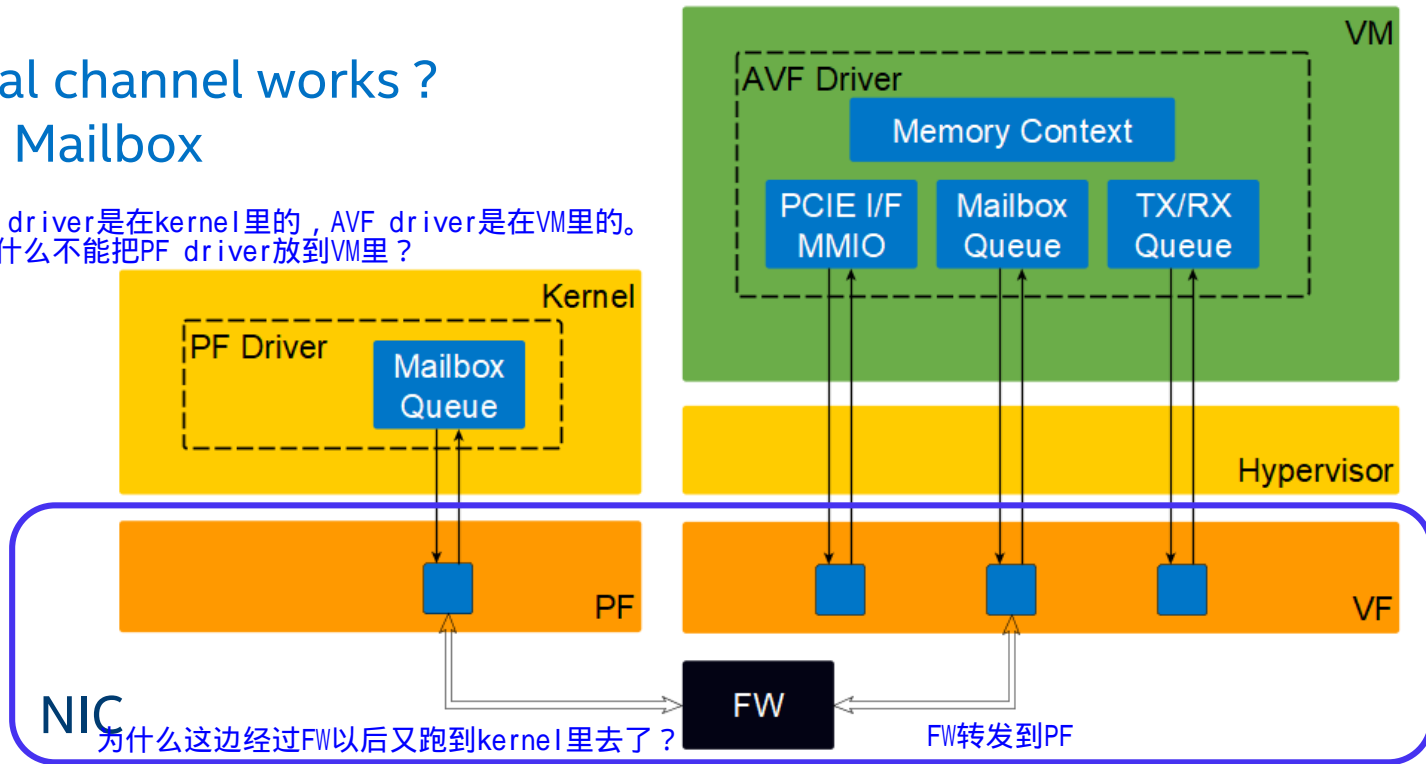 al channel works ?
Mailbox
driver是在kernel里的，AVF driver是在VM里的。
什么不能把PF driver放到VM里？
VM
AVF Driver
Memory Context
PCIE I/F
MMIO
Mailbox
Queue
TX/RX
Queue
Kernel
PF Driver
Mailbox
Queue
Hypervisor
PF
VF
FW
NIC
为什么这边经过FW以后又跑到kernel里去了？
FW转发到PF